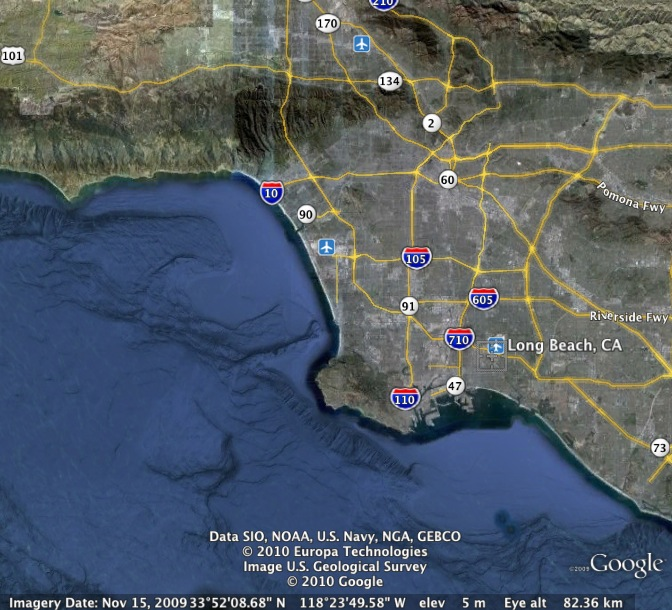 210
170
101
134
2
60
10
Pomona Fwy
90
105
605
91
Riverside Fwy
710
Long Beach, CA
47
110
73
Data SIO, NOAA, U.S. Navy, NGA, GEBCO
© 2010 Europa Technologies
Image U.S. Geological Survey
© 2010 Google
©2009 Google
Imagery Date: Nov 15, 2009 33°52'08.68" N 118°23'49.58" W elev 5 m Eye alt 82.36 km